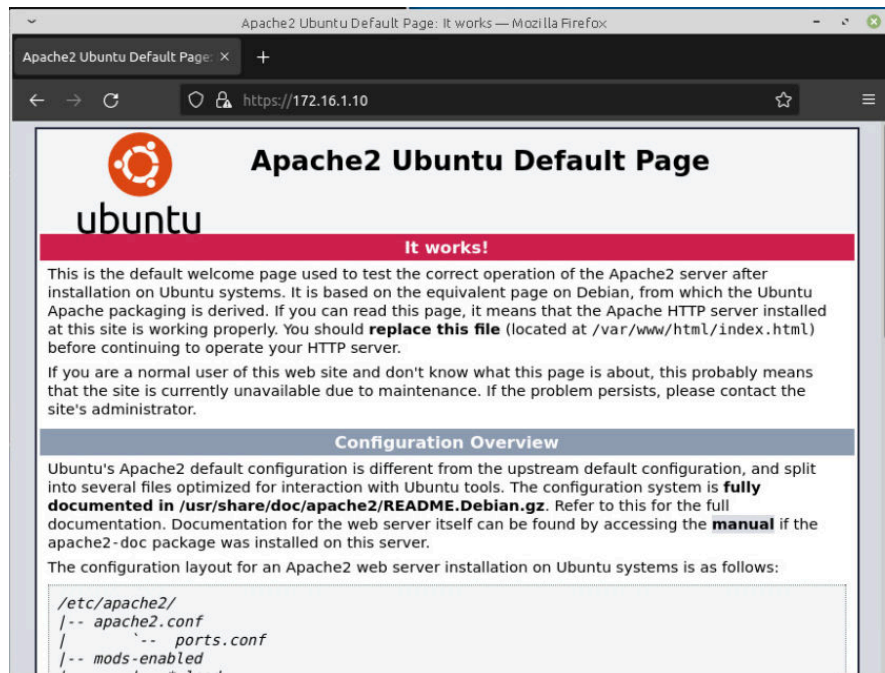 Apache2 Ubuntu Default Page: It works — Mozilla Firefox
Apache2 Ubuntu Default Page:
https://172.16.1.10
Apache2 Ubuntu Default Page
ubuntu
It works!
This is the default welcome page used to test the correct operation of the Apache2 server after
installation on Ubuntu systems. It is based on the equivalent page on Debian, from which the Ubuntu
Apache packaging is derived. If you can read this page, it means that the Apache HTTP server installed
at this site is working properly. You should replace this file (located at /var/www/html/index.html)
before continuing to operate your HTTP server.
If you are a normal user of this web site and don't know what this page is about, this probably means
that the site is currently unavailable due to maintenance. If the problem persists, please contact the
site's administrator.
Configuration Overview
Ubuntu's Apache2 default configuration is different from the upstream default configuration, and split
into several files optimized for interaction with Ubuntu tools. The configuration system is fully
documented in /usr/share/doc/apache2/README.Debian.gz. Refer to this for the full
documentation. Documentation for the web server itself can be found by accessing the manual if the
apache2-doc package was installed on this server.
The configuration layout for an Apache2 web server installation on Ubuntu systems is as follows:
/etc/apache2/
|-- apache2.conf
|       `--  ports.conf
|-- mods-enabled